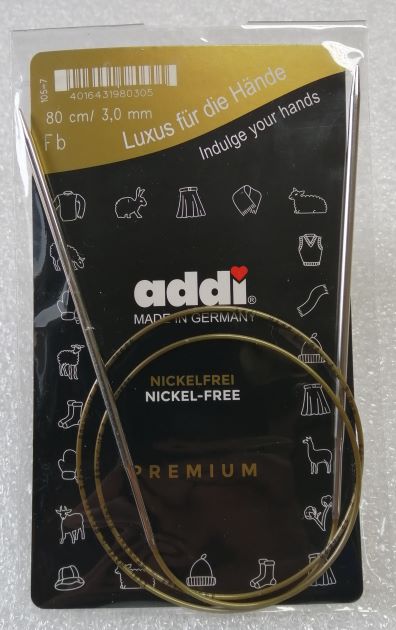 105-7
4016431980305
80 cm/ 3,0 mm
Fb
Luxus für die Hände
Indulge your hands
addi®
MADE IN GERMANY
NICKELFREI
NICKEL-FREE
PREMIUM